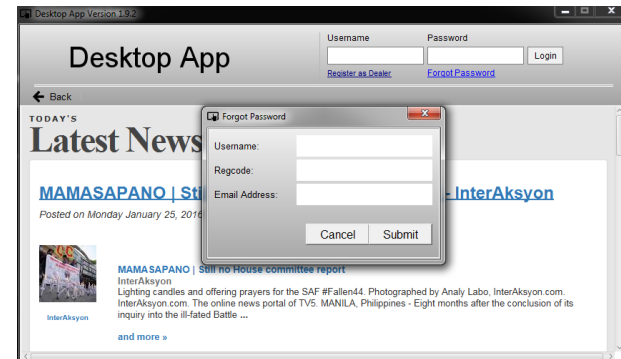 Desktop App Version 1.9.2
Desktop App
Username
Password
Login
Register as Dealer
Forgot Password
Back
TODAY'S
Latest News
Forgot Password
Username:
Regcode:
Email Address:
Cancel
Submit
MAMASAPANO | Sti - InterAksyon
Posted on Monday January 25, 2016
MAMASAPANO | Still no House committee report
InterAksyon
Lighting candles and offering prayers for the SAF #Fallen44. Photographed by Analy Labo, InterAksyon.com.
InterAksyon.com. The online news portal of TV5. MANILA, Philippines - Eight months after the conclusion of its
inquiry into the ill-fated Battle ...
InterAksyon
and more »